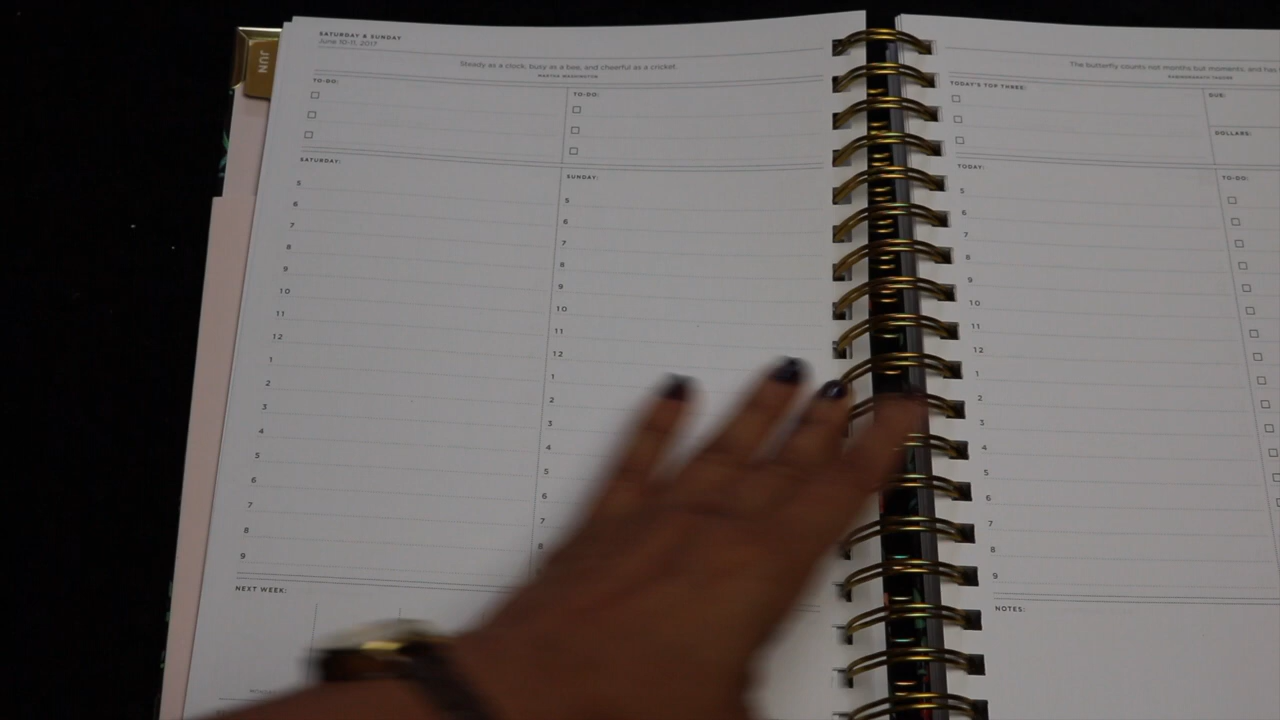 JUN
SATURDAY & SUNDAY
June 10-11, 2017
Steady as a clock, busy as a bee, and cheerful as a cricket.
MARTHA WASHINGTON
TO-DO:
TO-DO:
SATURDAY:
5
6
7
8
9
10
11
12
1
2
3
4
5
6
7
8
9
SUNDAY:
5
6
7
8
9
10
11
12
1
2
3
4
5
6
7
8
NEXT WEEK:
The butterfly counts not months but moments, and has
RABINDRANATH TAGORE
TODAY'S TOP THREE:
DUE:
DOLLARS:
TODAY:
5
6
7
8
9
10
11
12
1
2
3
4
5
6
7
8
9
TO-DO:
NOTES: